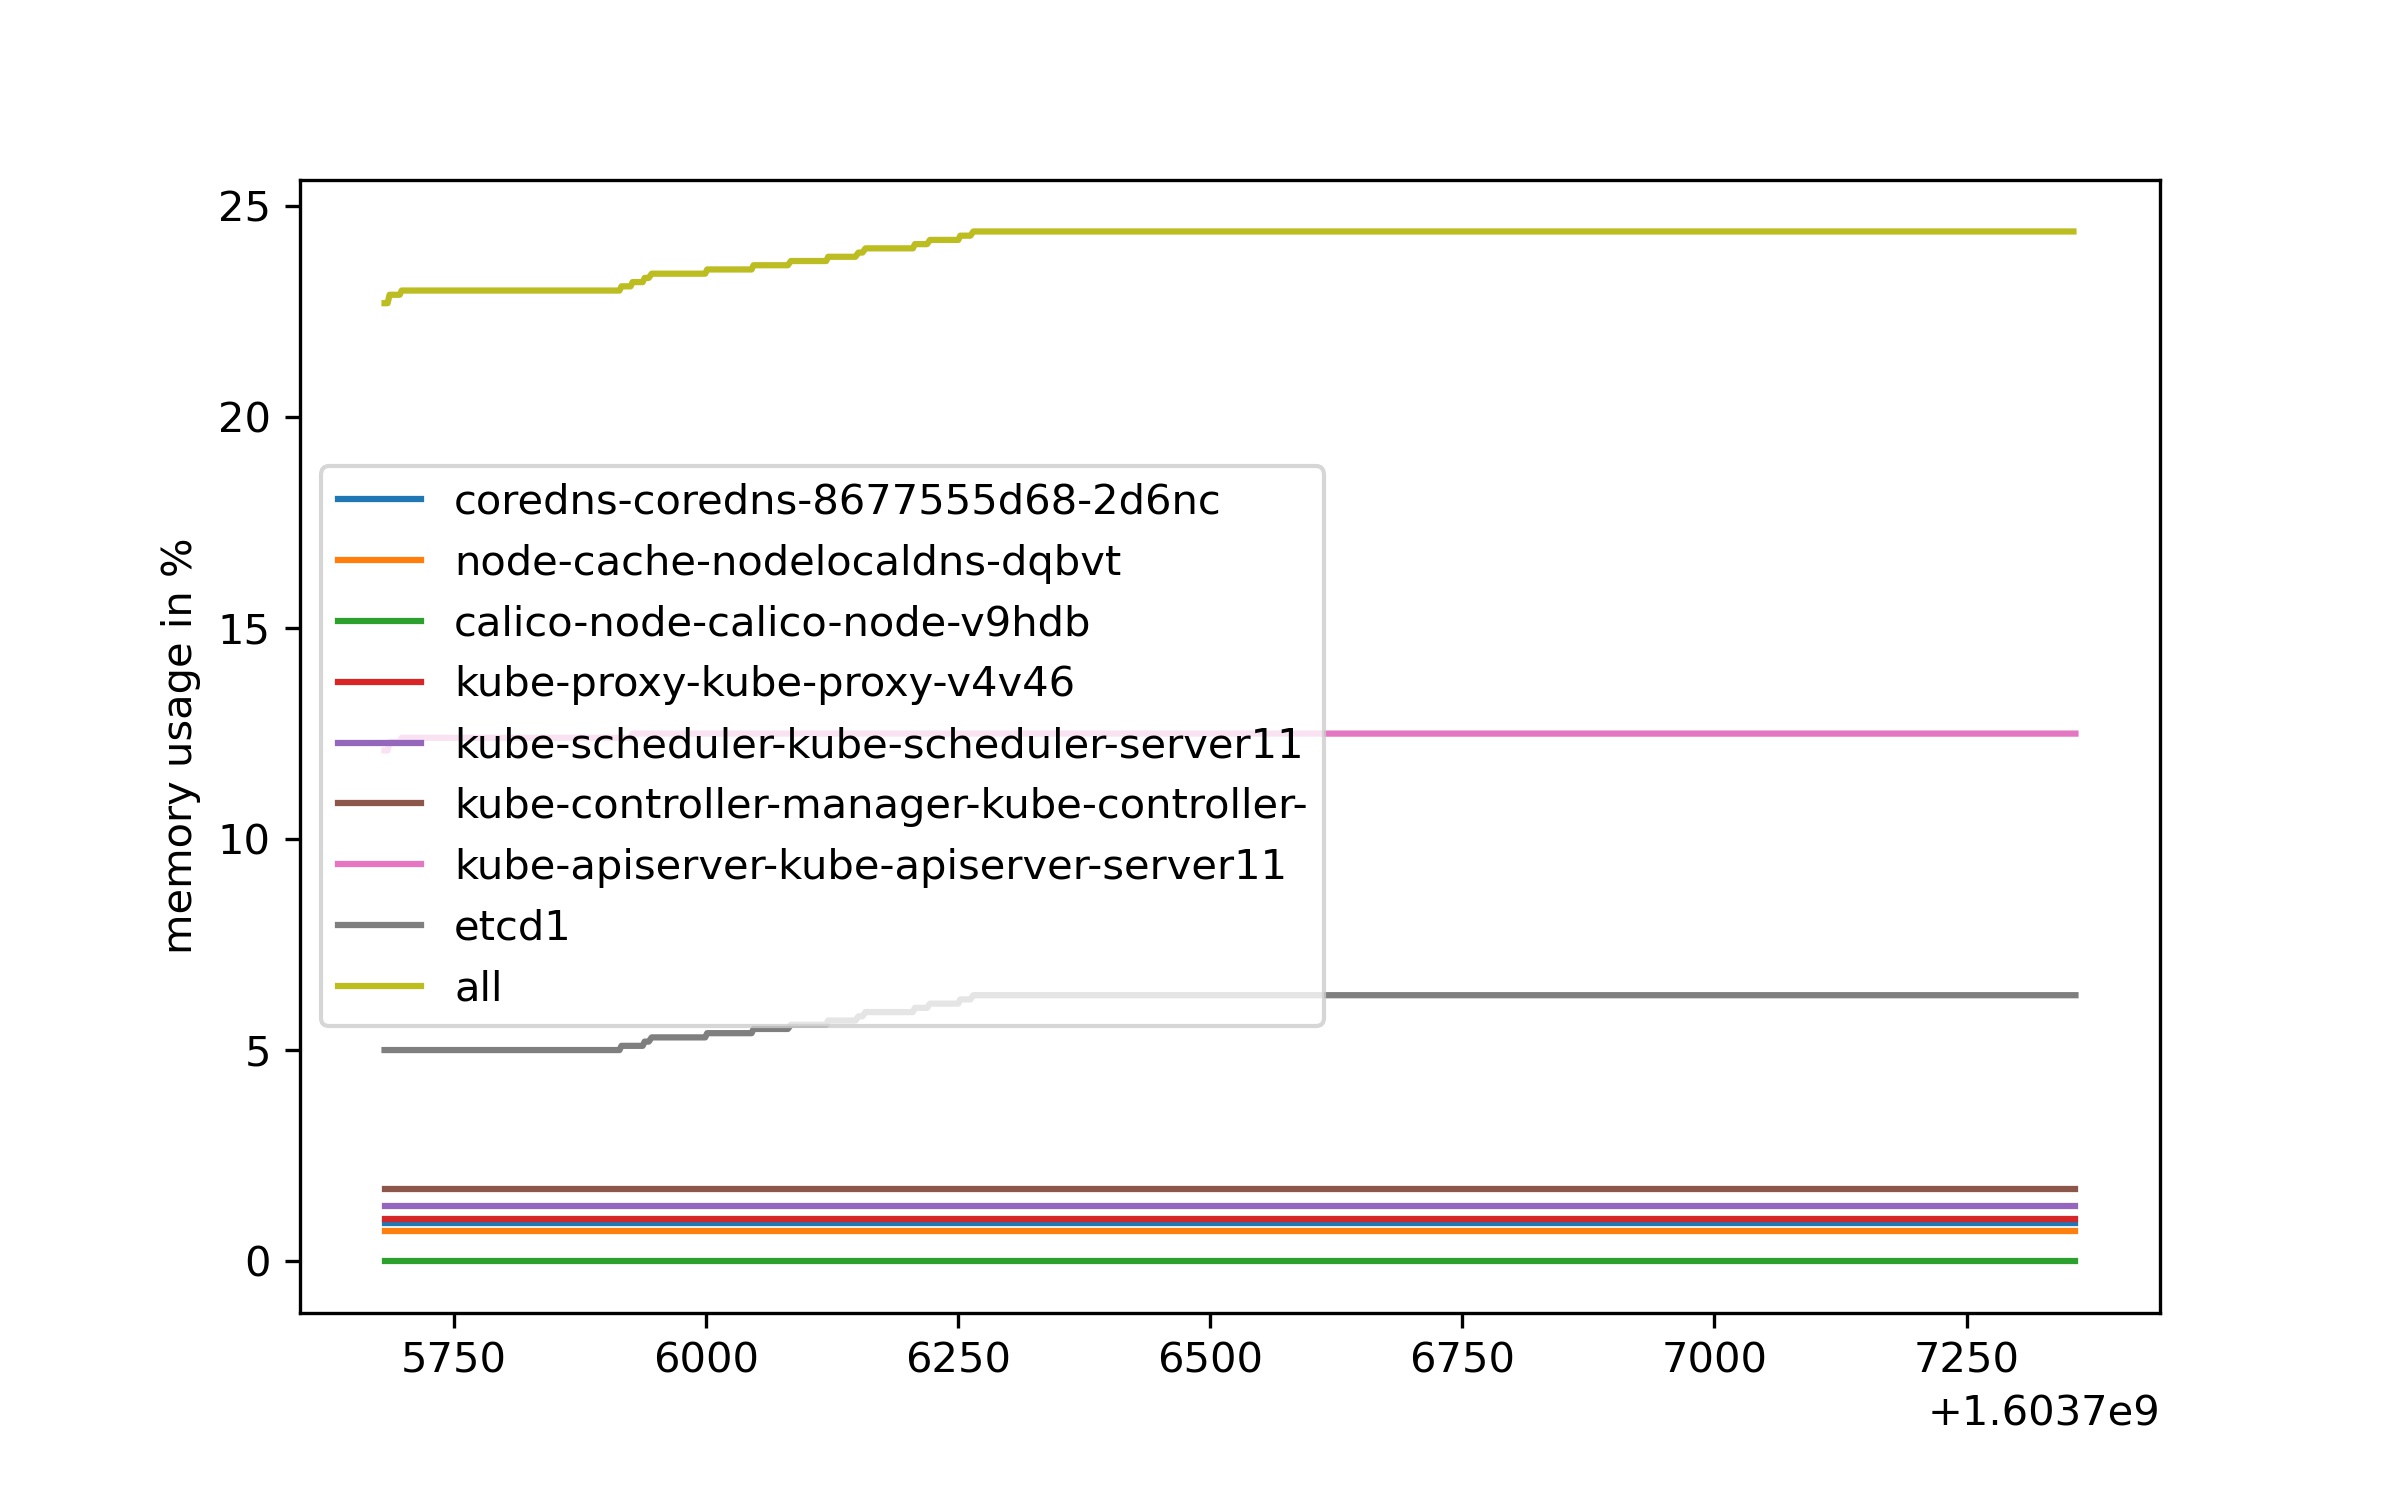 25
20
15
10
5
0
memory usage in %
coredns-coredns-8677555d68-2d6nc
node-cache-nodelocaldns-dqbvt
calico-node-calico-node-v9hdb
kube-proxy-kube-proxy-v4v46
kube-scheduler-kube-scheduler-server11
kube-controller-manager-kube-controller-
kube-apiserver-kube-apiserver-server11
etcd1
all
5750 6000 6250 6500 6750 7000 7250
+1.6037e9